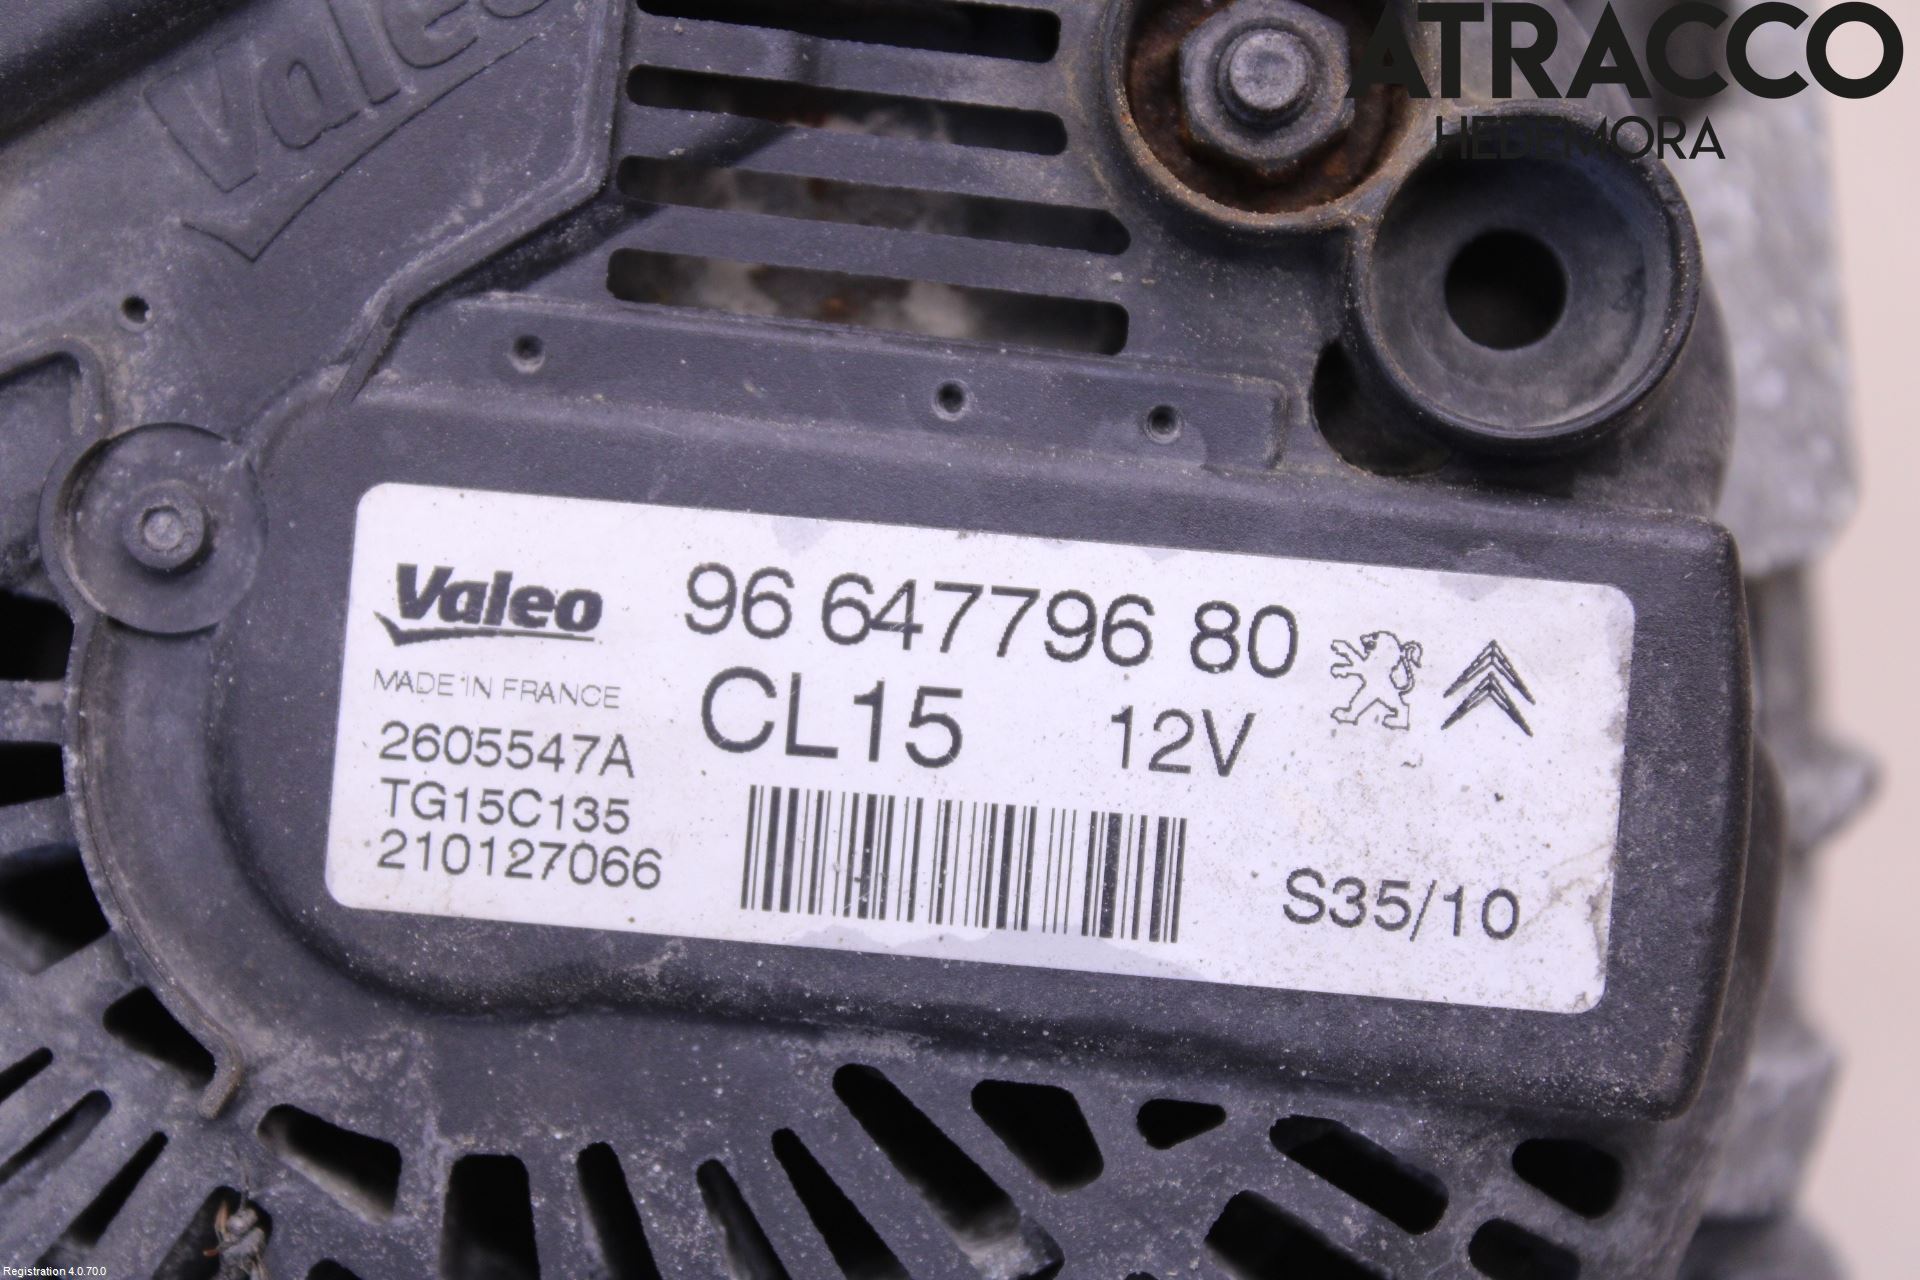 ATRACCO
HEDEMORA
Valeo
Valeo
96 647796 80
MADE IN FRANCE
CL15 12V
2605547A
TG15C135
210127066
S35/10
Registration 4.0.70.0